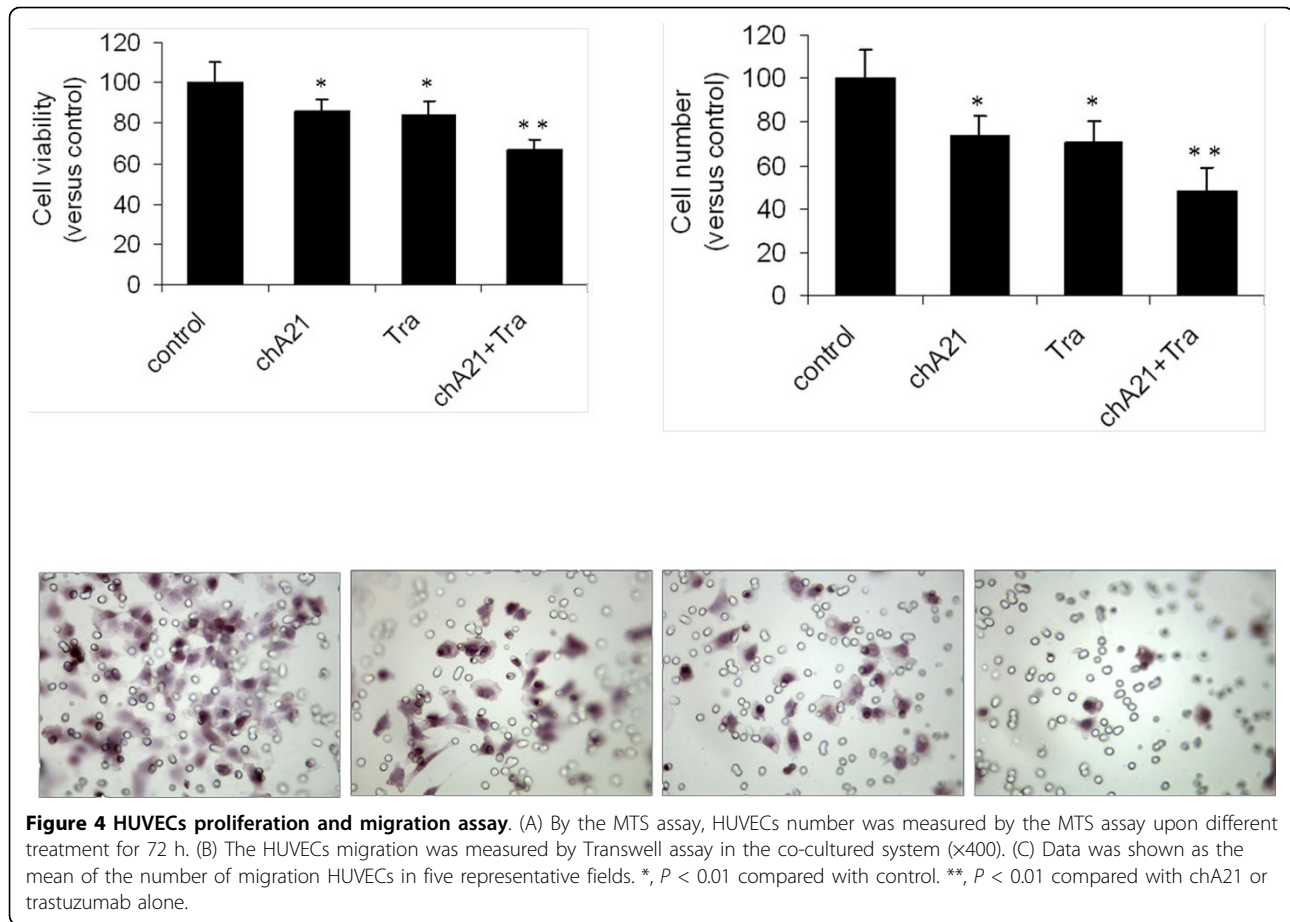 120
100
80
60
40
20
0
Cell viability
(versus control)
*
*
* *
control
chA21
Tra
chA21+Tra
120
100
80
60
40
20
0
Cell number
(versus control)
*
*
* *
control
chA21
Tra
chA21+Tra
Figure 4 HUVECs proliferation and migration assay. (A) By the MTS assay, HUVECs number was measured by the MTS assay upon different
treatment for 72 h. (B) The HUVECs migration was measured by Transwell assay in the co-cultured system (×400). (C) Data was shown as the
mean of the number of migration HUVECs in five representative fields. *, P < 0.01 compared with control. **, P < 0.01 compared with chA21 or
trastuzumab alone.